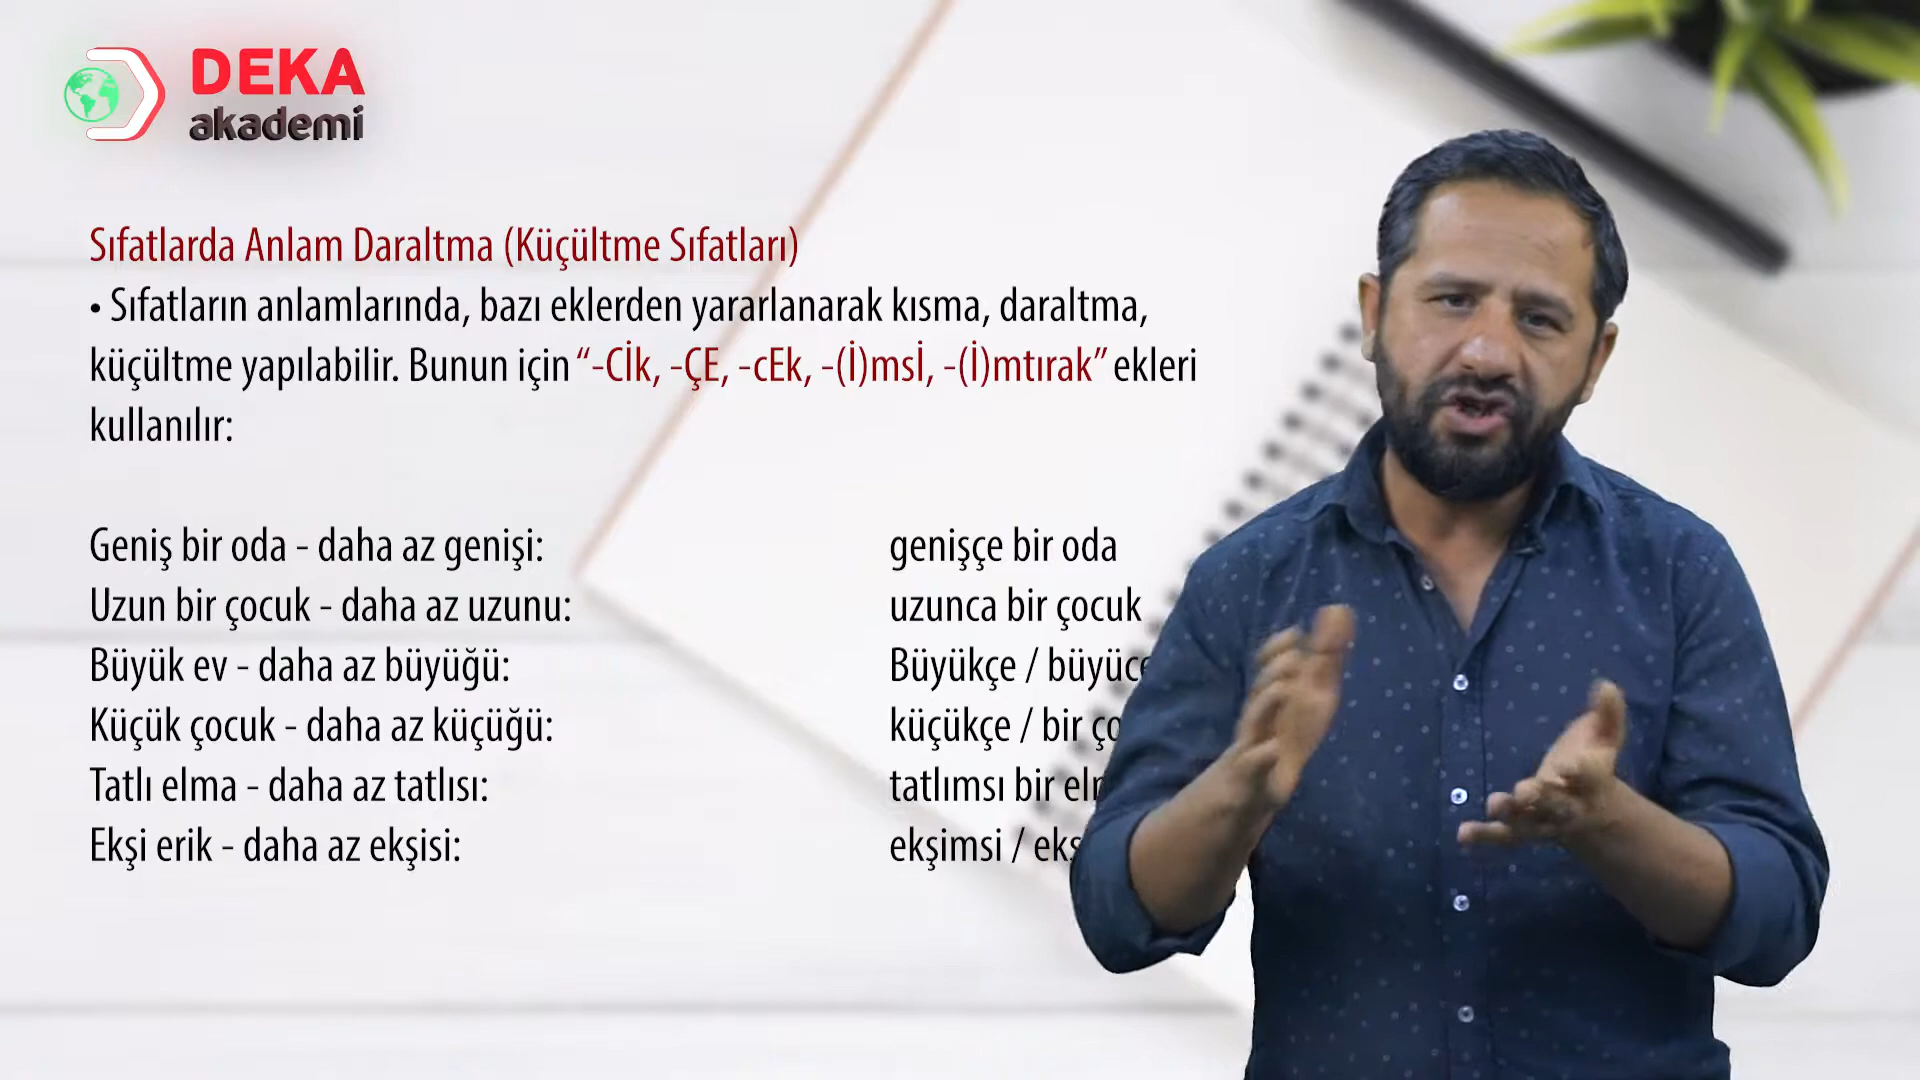 DEKA
akademi
Sıfatlarda Anlam Daraltma (Küçültme Sıfatları)
• Sıfatların anlamlarında, bazı eklerden yararlanarak kısma, daraltma,
küçültme yapılabilir. Bunun için “-Cİk, -ÇE, -cEk, -(İ)msİ, -(İ)mtırak” ekleri
kullanılır:
Geniş bir oda - daha az genişi: genişçe bir oda
Uzun bir çocuk - daha az uzunu: uzunca bir çocuk
Büyük ev - daha az büyüğü: Büyükçe /
Küçük çocuk - daha az küçüğü: küçükçe / bir
Tatlı elma - daha az tatlısı: tatlımsı bir
Ekşi erik - daha az ekşisi: ekşimsi /